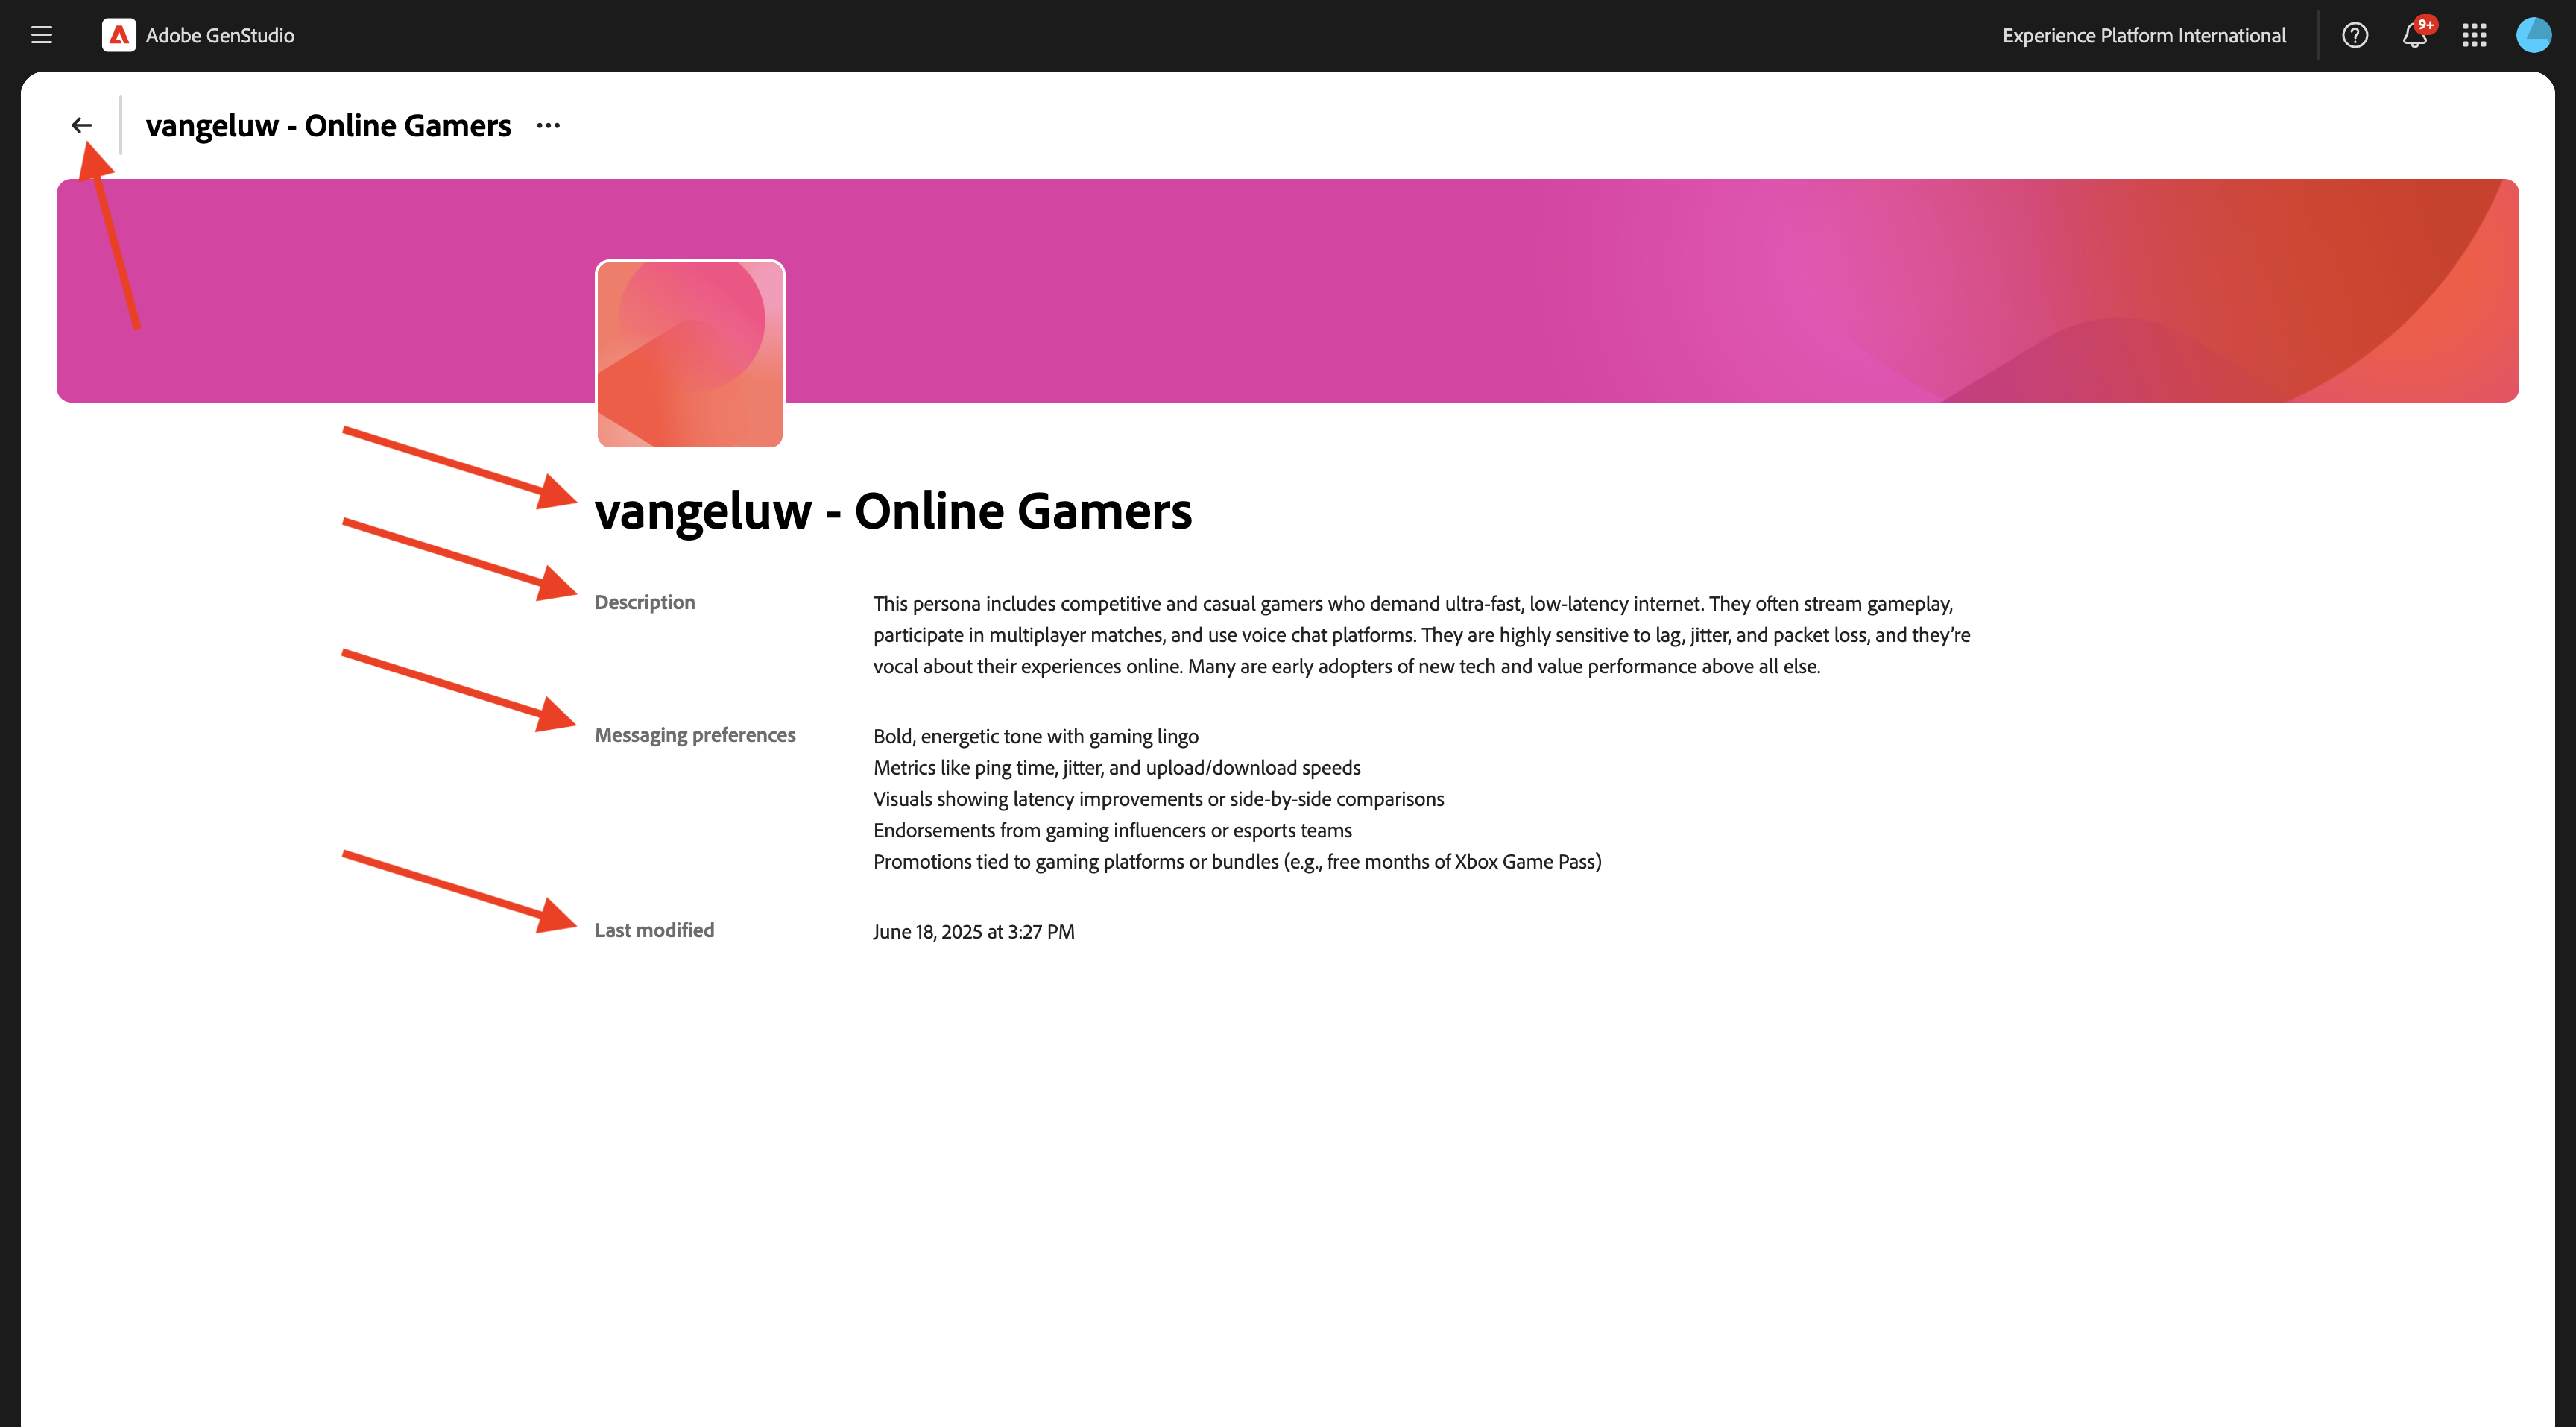 Adobe GenStudio
Experience Platform International
9+
vangeluw - Online Gamers
vangeluw - Online Gamers
Description
This persona includes competitive and casual gamers who demand ultra-fast, low-latency internet. They often stream gameplay,
participate in multiplayer matches, and use voice chat platforms. They are highly sensitive to lag, jitter, and packet loss, and they’re
vocal about their experiences online. Many are early adopters of new tech and value performance above all else.
Messaging preferences
Bold, energetic tone with gaming lingo
Metrics like ping time, jitter, and upload/download speeds
Visuals showing latency improvements or side-by-side comparisons
Endorsements from gaming influencers or esports teams
Promotions tied to gaming platforms or bundles (e.g., free months of Xbox Game Pass)
Last modified
June 18, 2025 at 3:27 PM